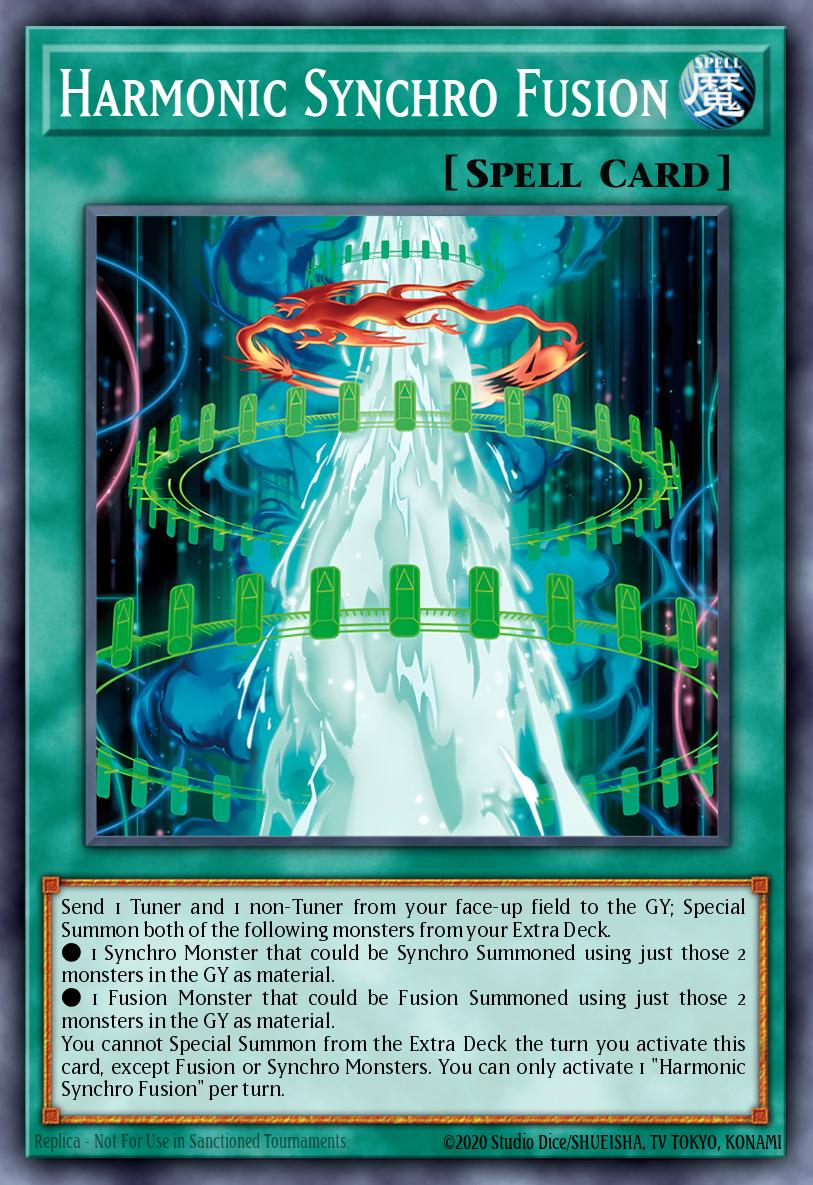 Harmonic Synchro Fusion
SPELL
魔
[ Spell Card ]
Send 1 Tuner and 1 non-Tuner from your face-up field to the GY; Special
Summon both of the following monsters from your Extra Deck.
● 1 Synchro Monster that could be Synchro Summoned using just those 2
monsters in the GY as material.
● 1 Fusion Monster that could be Fusion Summoned using just those 2
monsters in the GY as material.
You cannot Special Summon from the Extra Deck the turn you activate this
card, except Fusion or Synchro Monsters. You can only activate 1 "Harmonic
Synchro Fusion" per turn.
Replica - Not For Use in Sanctioned Tournaments.
©2020 Studio Dice/SHUEISHA, TV TOKYO, KONAMI